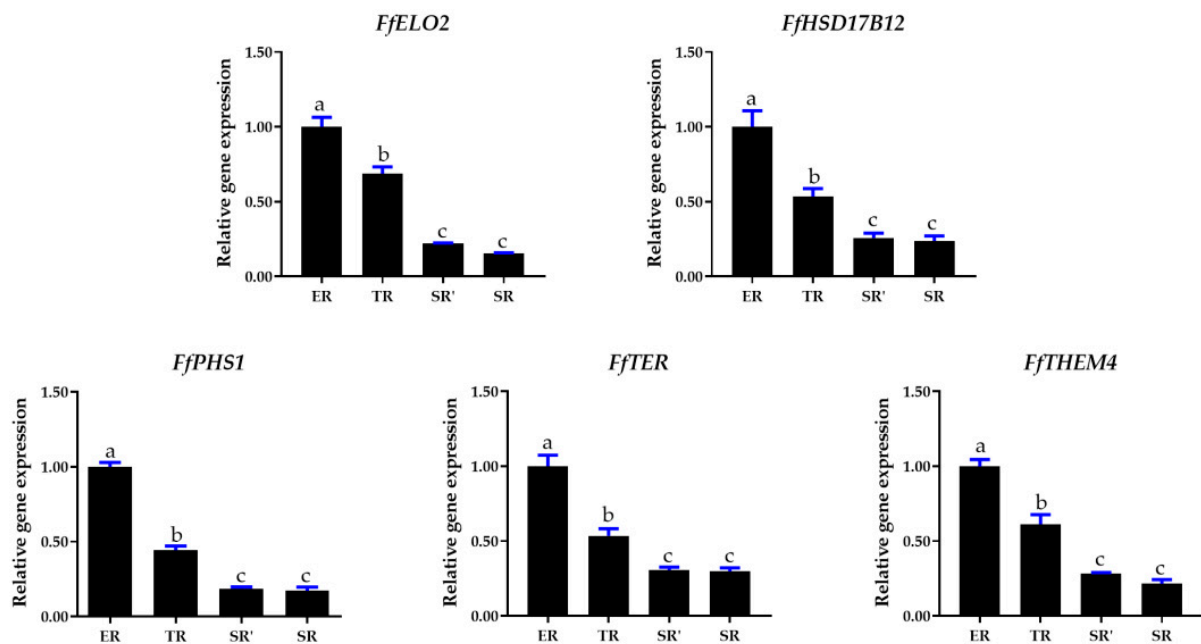 FfELO2
Relative gene expression
1.50
1.00
0.50
0.00
a
b
c
c
ER TR SR' SR
FfHSD17B12
Relative gene expression
1.50
1.00
0.50
0.00
a
b
c
c
ER TR SR' SR
FfPHS1
Relative gene expression
1.50
1.00
0.50
0.00
a
b
c
c
ER TR SR' SR
FfTER
Relative gene expression
1.50
1.00
0.50
0.00
a
b
c
c
ER TR SR' SR
FfTHEM4
Relative gene expression
1.50
1.00
0.50
0.00
a
b
c
c
ER TR SR' SR